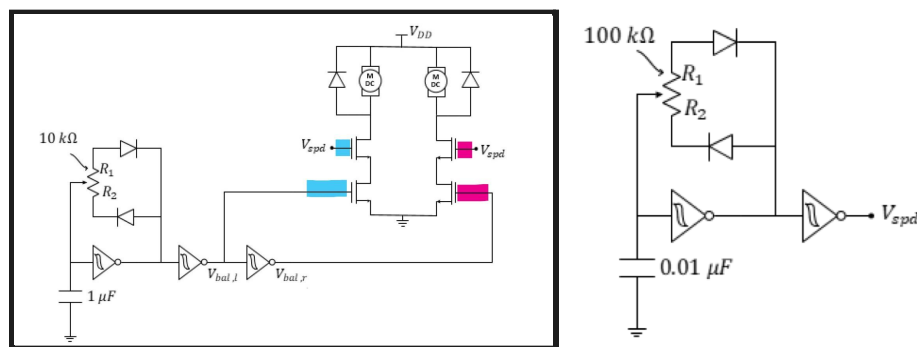 V_DD
M
DC
M
DC
V_spd
V_spd
10 kΩ
R_1
R_2
V_bal,l
V_bal,r
1 μF
100 kΩ
R_1
R_2
V_spd
0.01 μF